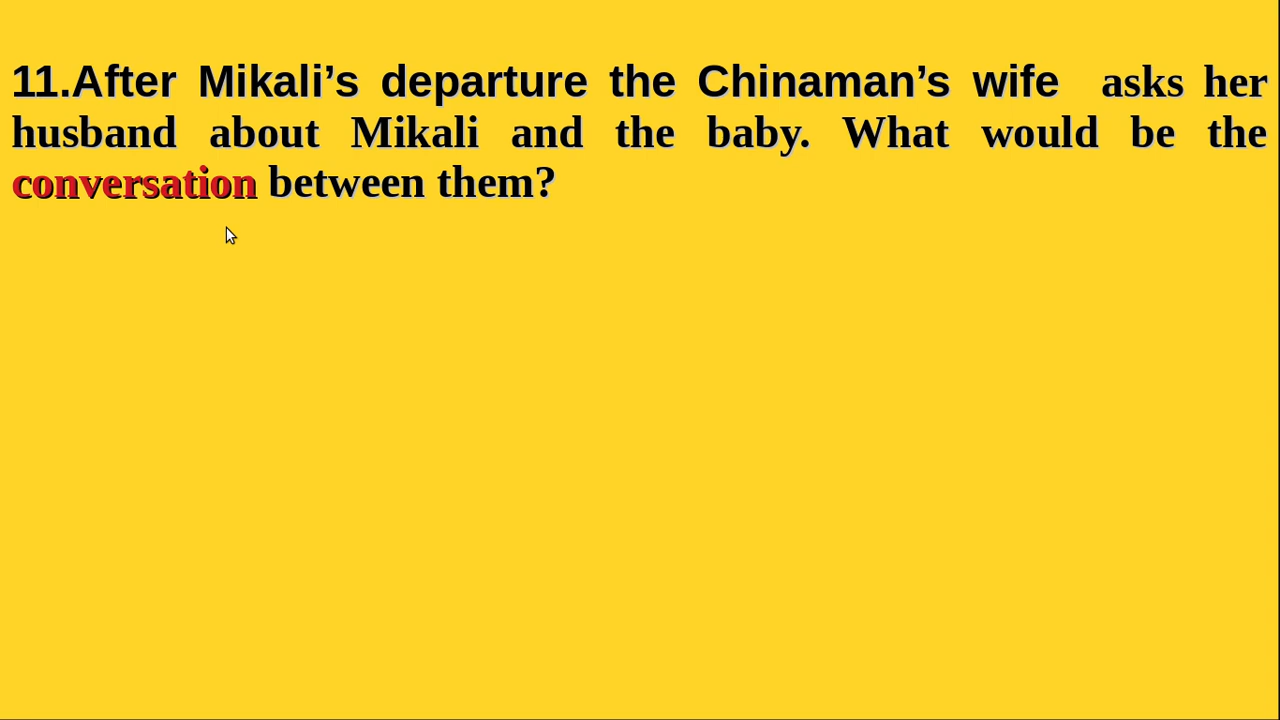 11.After Mikali’s departure the Chinaman’s wife asks her
husband about Mikali and the baby. What would be the
conversation between them?